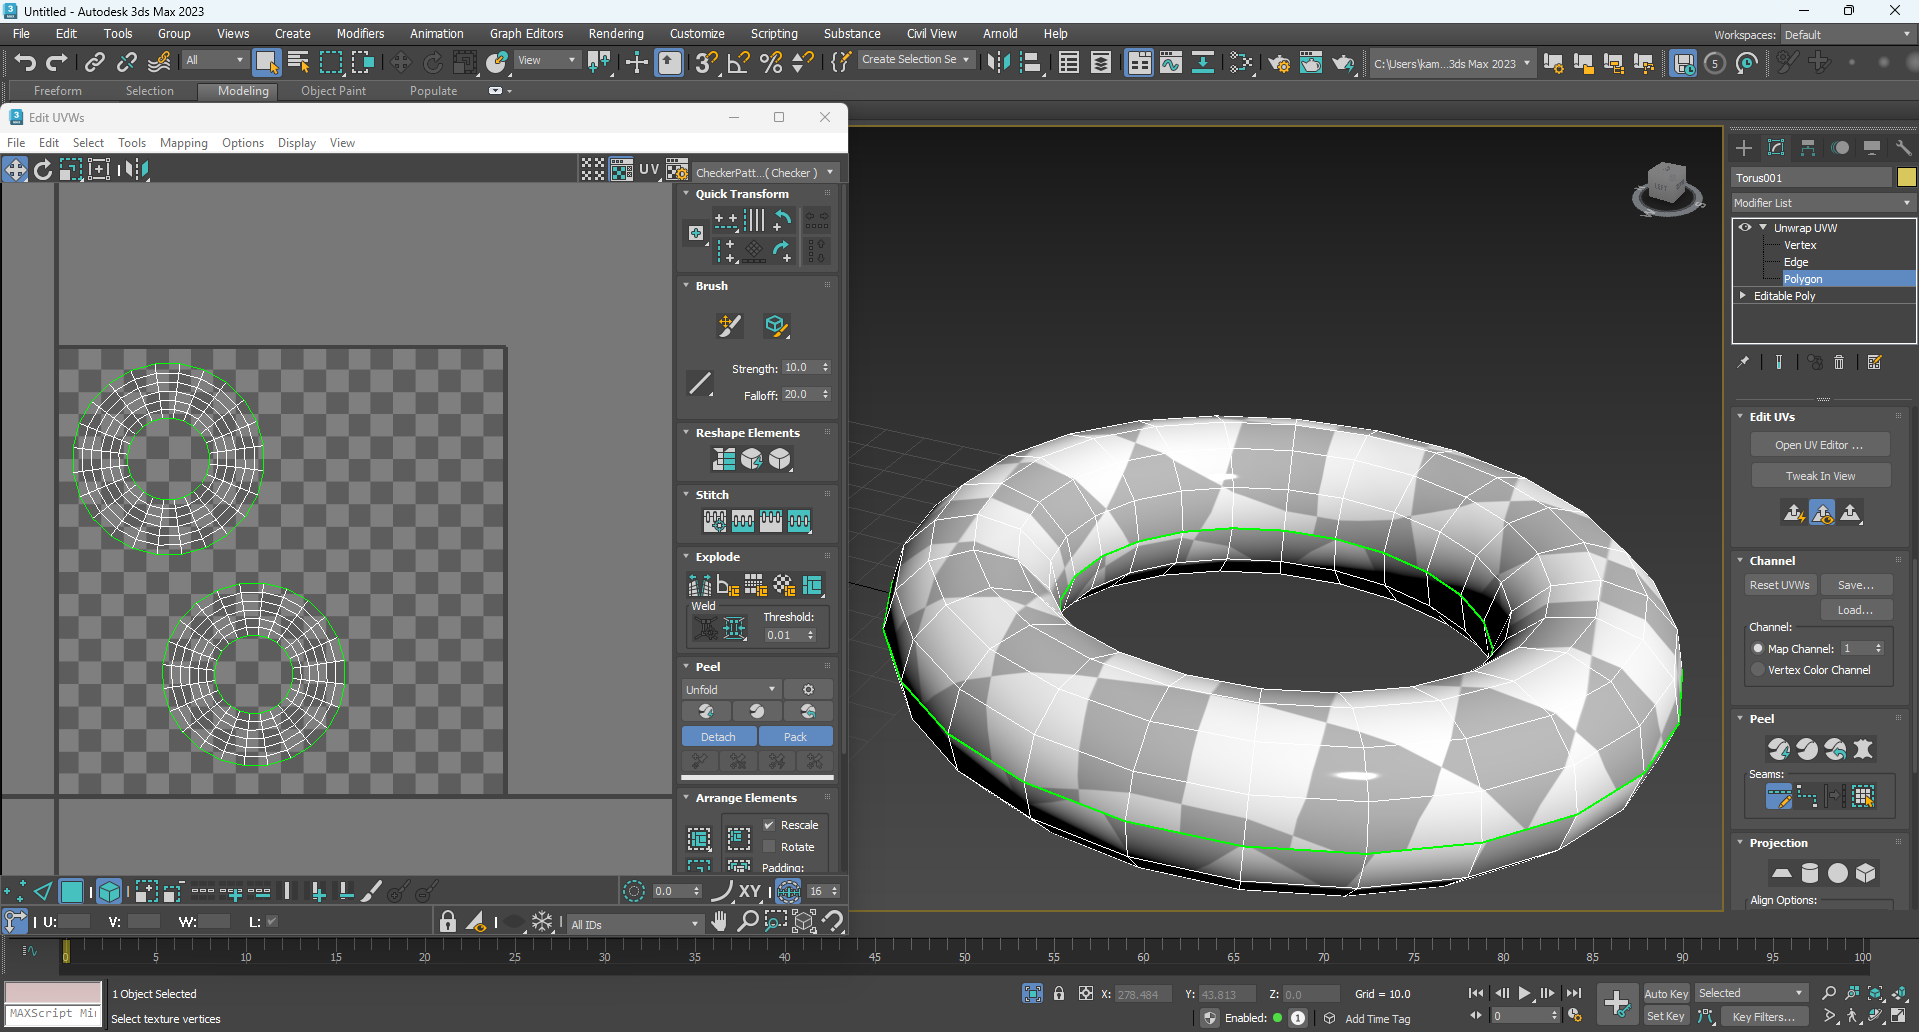 Untitled - Autodesk 3ds Max 2023
File Edit Tools Group Views Create Modifiers Animation Graph Editors Rendering Customize Scripting Substance Civil View Arnold Help
Workspaces: Default
All View Create Selection Se C:\Users\kam...3ds Max 2023
Freeform Selection Modeling Object Paint Populate
Edit UVWs
File Edit Select Tools Mapping Options Display View
UV CheckerPatt...( Checker )
Quick Transform
Brush
Strength: 10.0
Falloff: 20.0
Reshape Elements
Stitch
Explode
Weld
Threshold:
0.01
Peel
Unfold
Detach Pack
Arrange Elements
Rescale
Rotate
Padding:
0.0 XY 16
U: V: W: L: All IDs
Torus001
Modifier List
Unwrap UVW
Vertex
Edge
Polygon
Editable Poly
Edit UVs
Open UV Editor ...
Tweak In View
Channel
Reset UVWs Save...
Load...
Channel:
Map Channel: 1
Vertex Color Channel
Peel
Seams:
Projection
Align Options:
0 5 10 15 20 25 30 35 40 45 50 55 60 65 70 75 80 85 90 95 100
1 Object Selected
X: 278.484 Y: 43.813 Z: 0.0 Grid = 10.0
Auto Key Selected
MAXScript Mi
Select texture vertices
Enabled: 1 Add Time Tag
0 Set Key Key Filters...